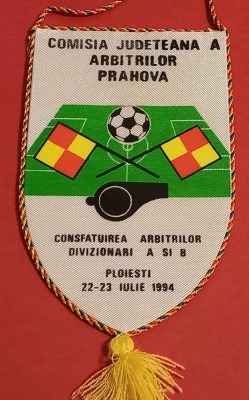 COMISIA JUDETEANA A
ARBITRILOR
PRAHOVA
CONSFATUIREA ARBITRILOR
DIVIZIONARI A SI B
PLOIESTI
22-23 IULIE 1994